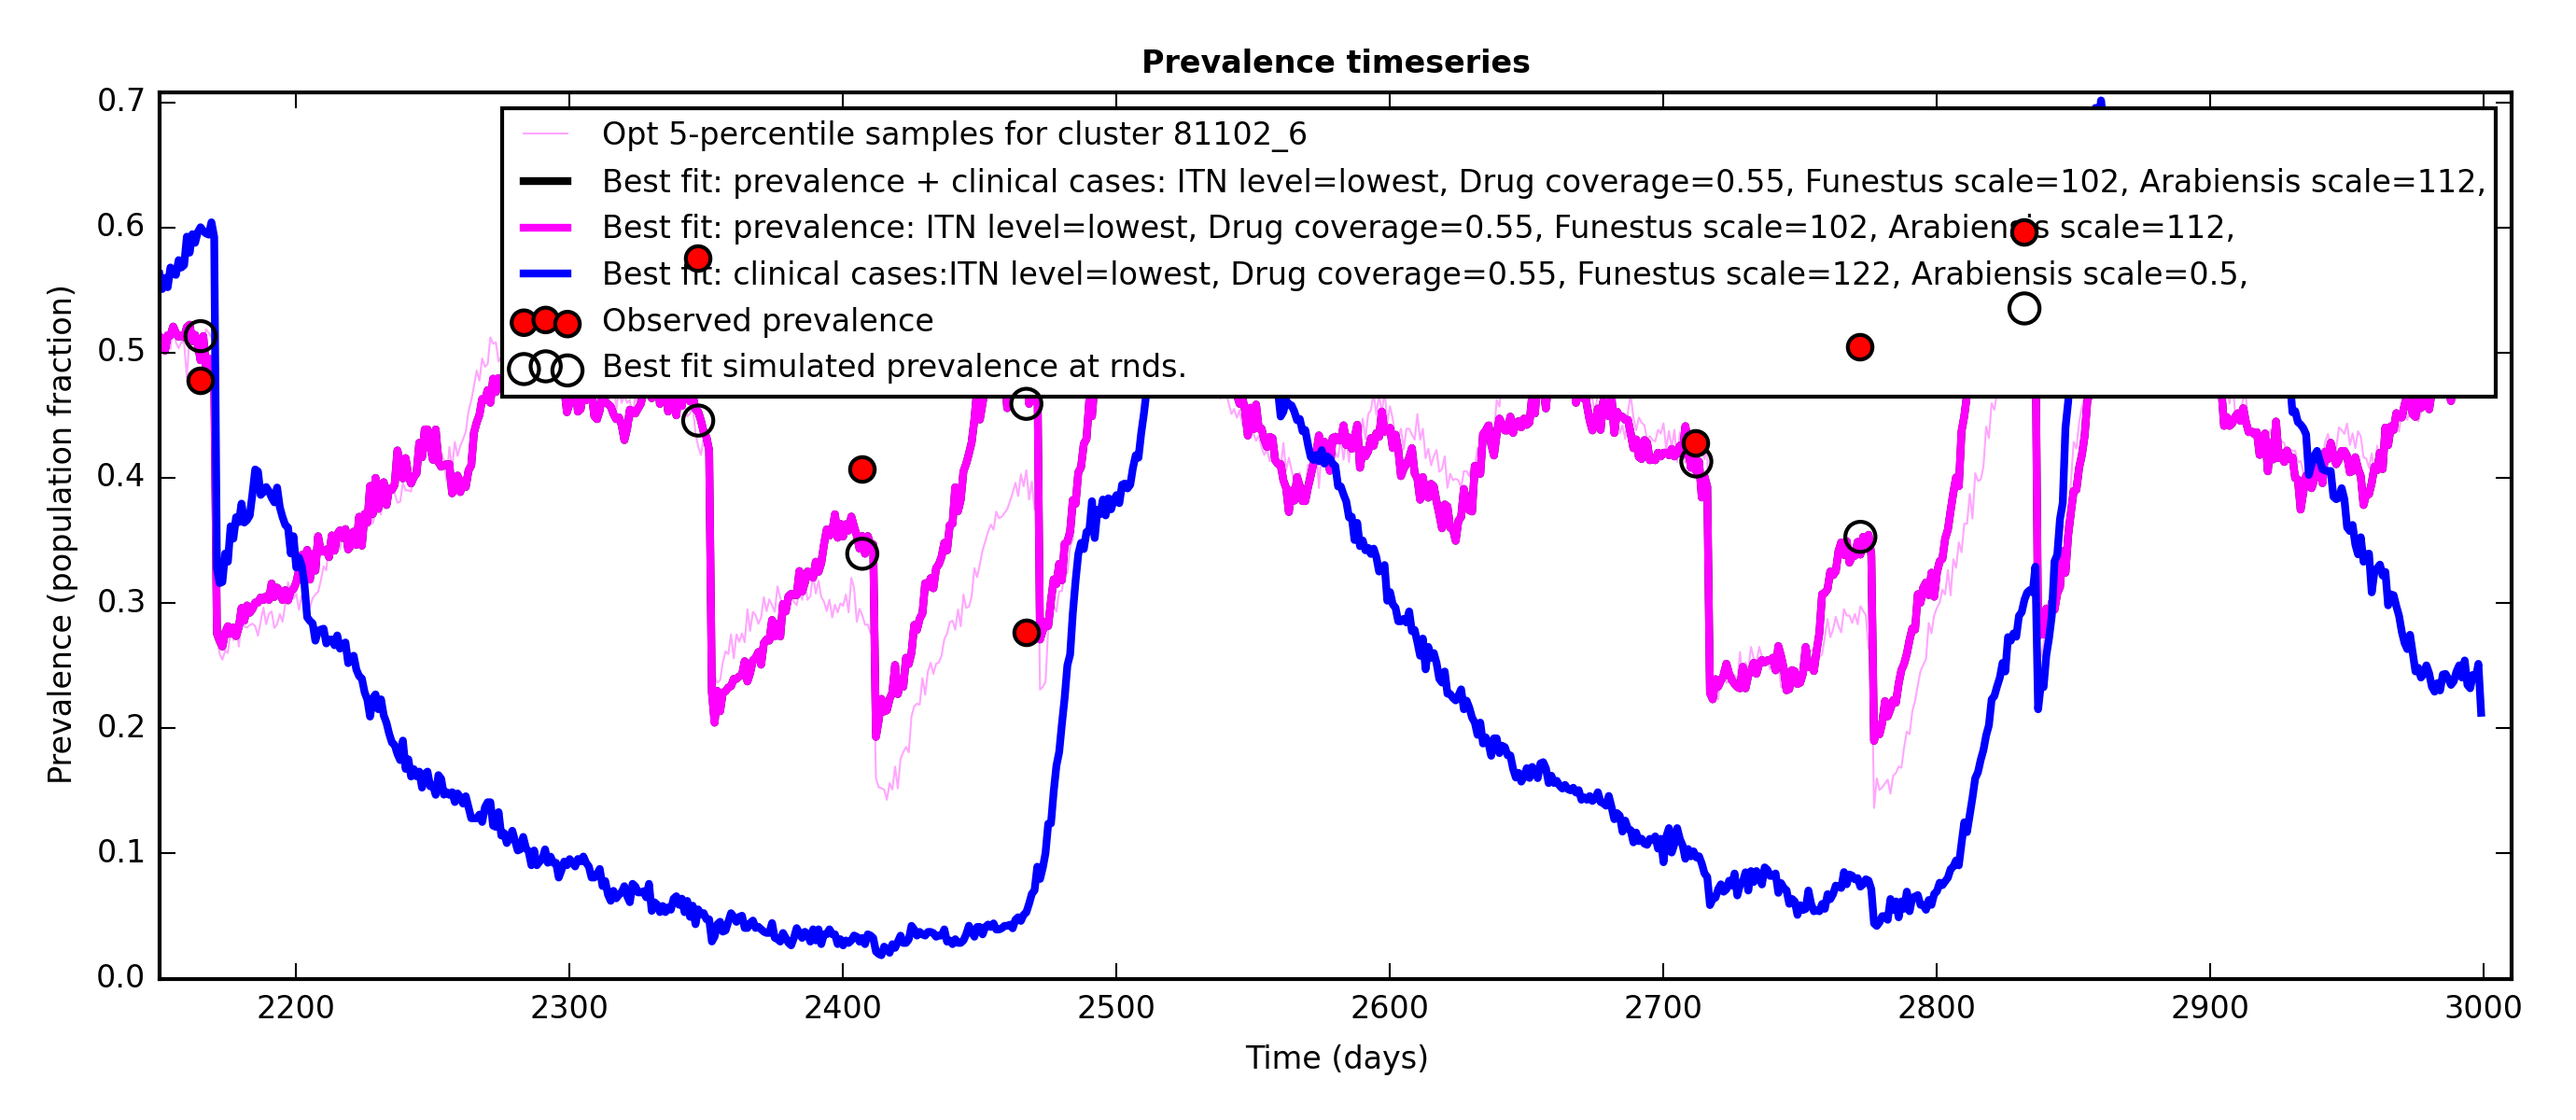 Prevalence timeseries
0.7
0.6
0.5
0.4
0.3
0.2
0.1
0.0
Prevalence (population fraction)
Opt 5-percentile samples for cluster 81102_6
Best fit: prevalence + clinical cases: ITN level=lowest, Drug coverage=0.55, Funestus scale=102, Arabiensis scale=112,
Best fit: prevalence: ITN level=lowest, Drug coverage=0.55, Funestus scale=102, Arabiensis scale=112,
Best fit: clinical cases:ITN level=lowest, Drug coverage=0.55, Funestus scale=122, Arabiensis scale=0.5,
Observed prevalence
Best fit simulated prevalence at rnds.
2200 2300 2400 2500 2600 2700 2800 2900 3000
Time (days)